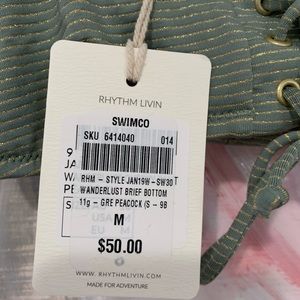 RHYTHM LIVIN
SWIMCO
SKU 6414040 014
RHM - STYLE JAN19W-SW30
WANDERLUST BRIEF BOTTOM
11g - GRE PEACOCK (S - 9B
M
$50.00
WWW.RHYTHMLIVIN.COM
MADE FOR ADVENTURE